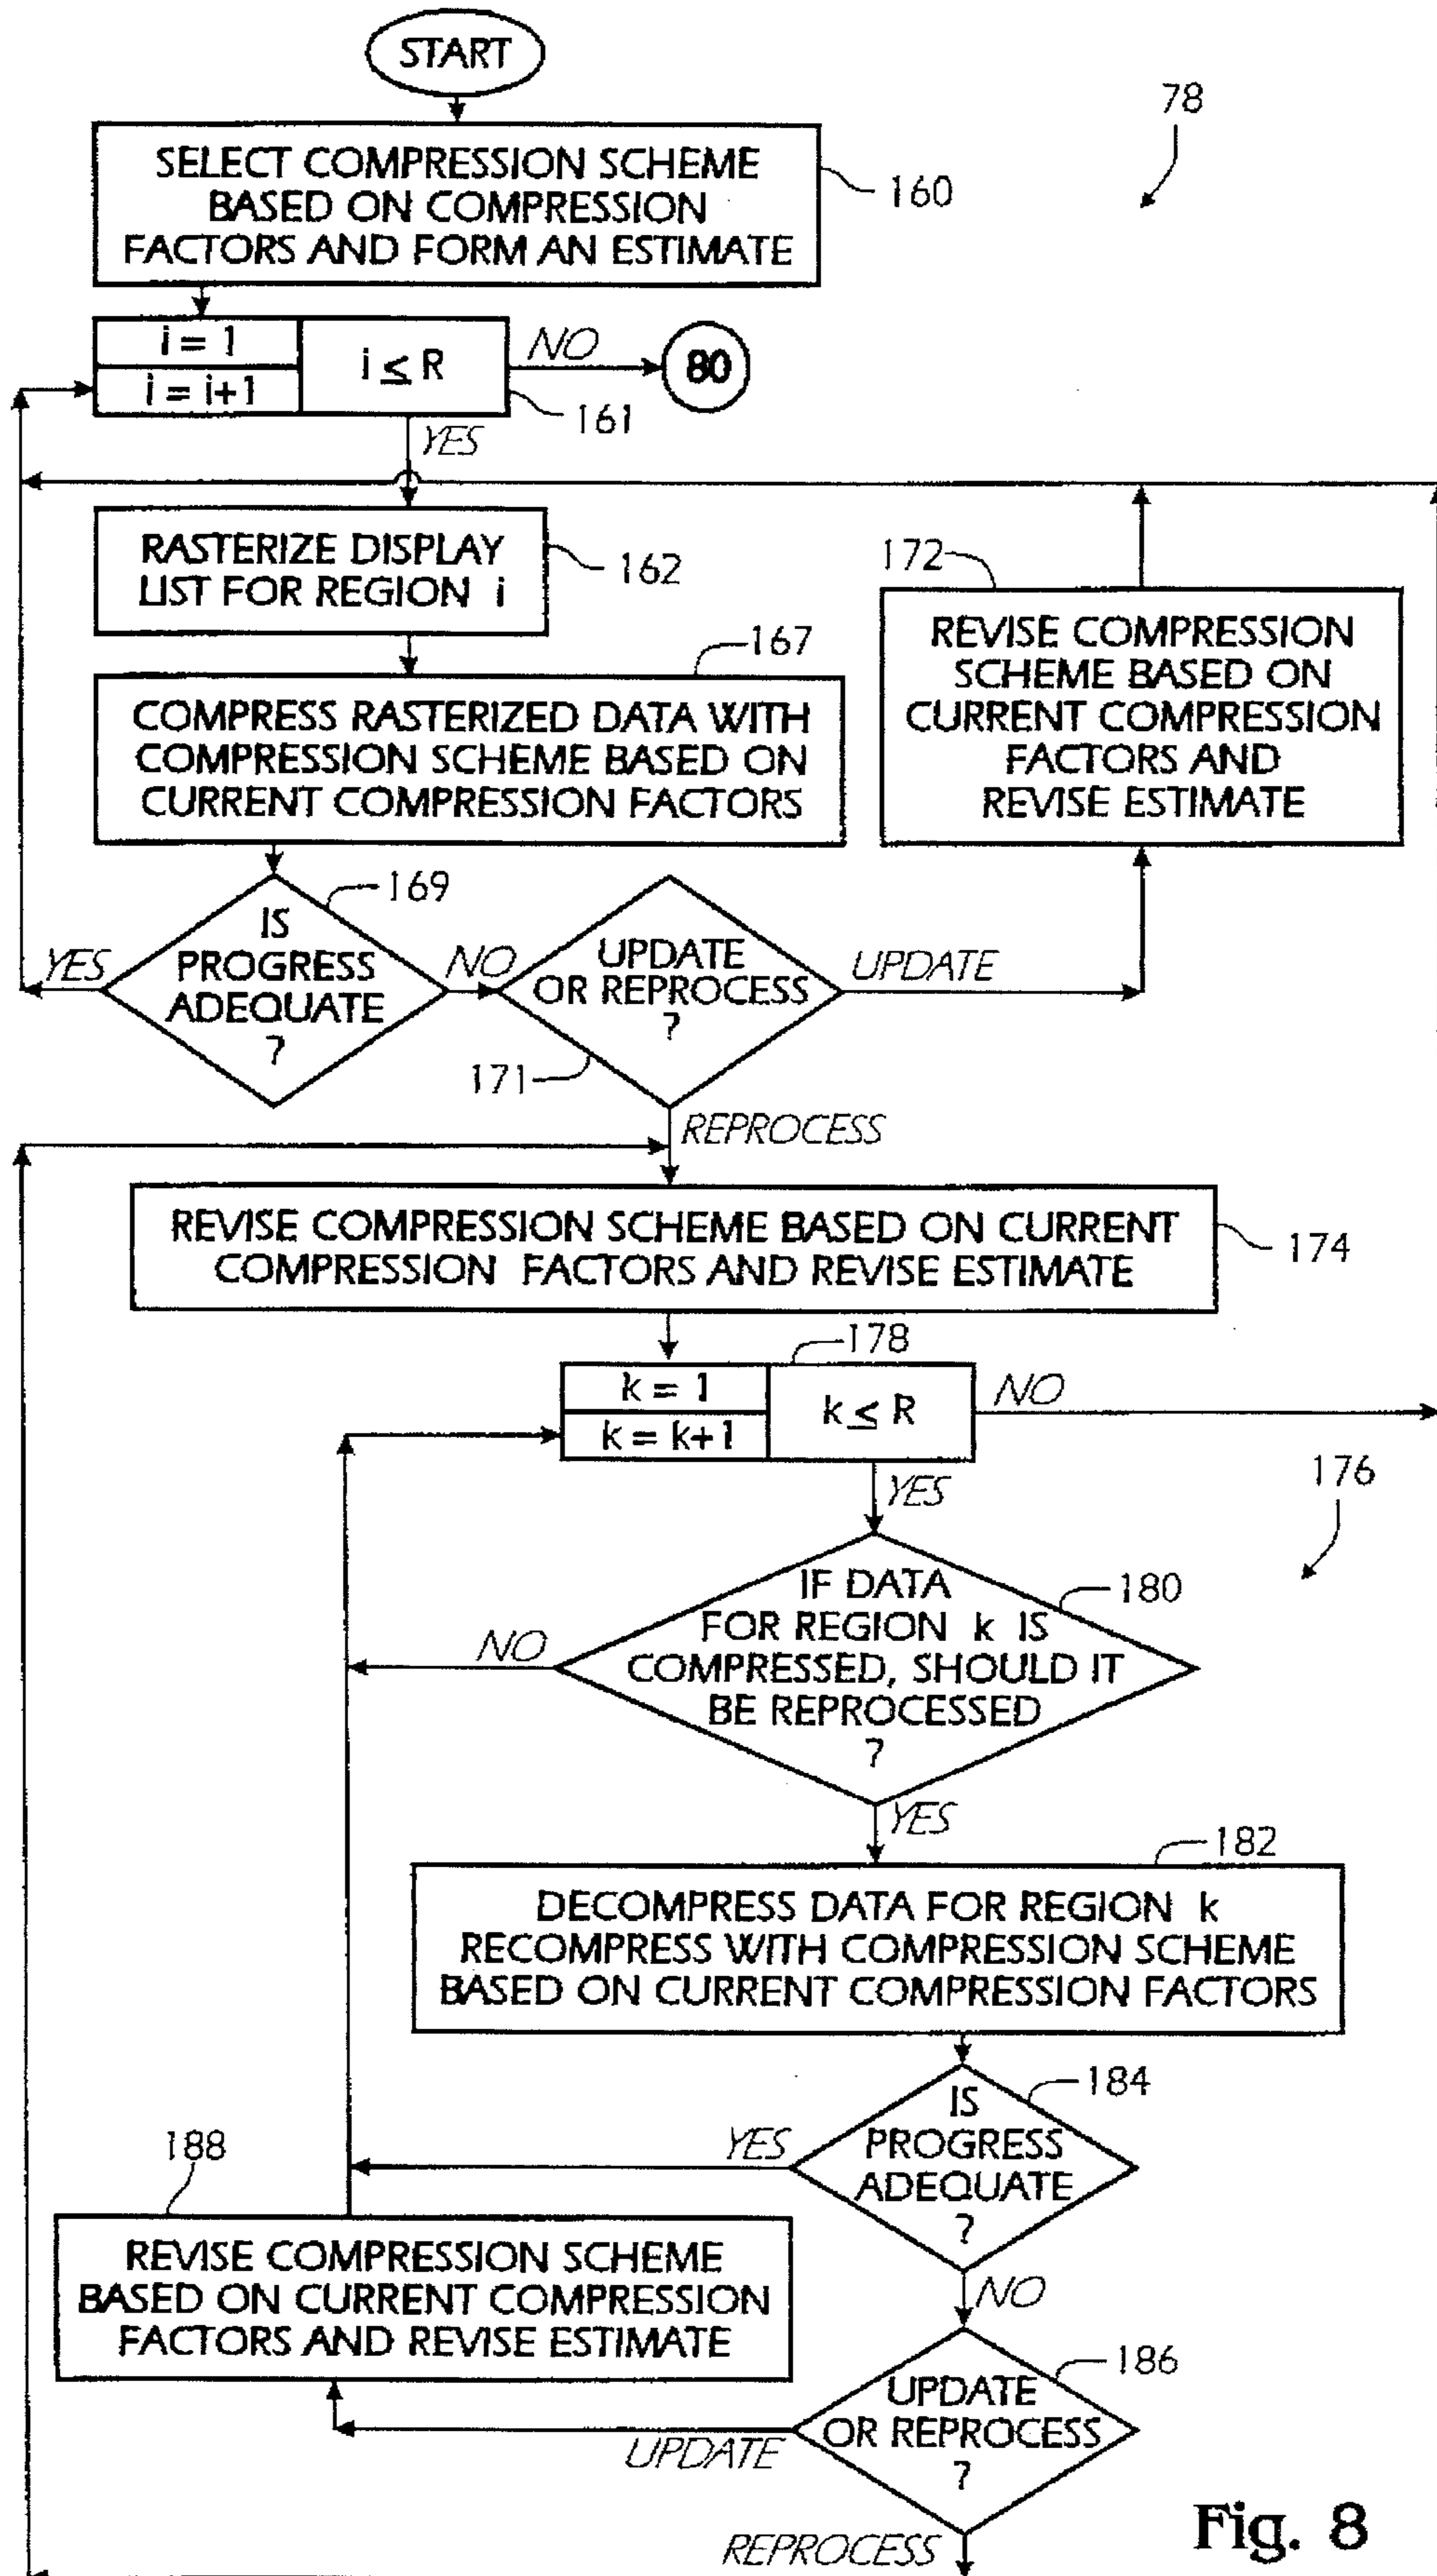 START
78
SELECT COMPRESSION SCHEME
BASED ON COMPRESSION
FACTORS AND FORM AN ESTIMATE
160
i = 1
i = i+1
i ≤ R
NO
80
161
YES
RASTERIZE DISPLAY
LIST FOR REGION i
162
172
REVISE COMPRESSION
SCHEME BASED ON
CURRENT COMPRESSION
FACTORS AND
REVISE ESTIMATE
167
COMPRESS RASTERIZED DATA WITH
COMPRESSION SCHEME BASED ON
CURRENT COMPRESSION FACTORS
169
IS
PROGRESS
ADEQUATE
?
YES
NO
UPDATE
OR REPROCESS
?
UPDATE
171
REPROCESS
REVISE COMPRESSION SCHEME BASED ON CURRENT
COMPRESSION FACTORS AND REVISE ESTIMATE
174
178
k = 1
k = k+1
k ≤ R
NO
YES
176
IF DATA
FOR REGION k IS
COMPRESSED, SHOULD IT
BE REPROCESSED
?
180
NO
YES
182
DECOMPRESS DATA FOR REGION k
RECOMPRESS WITH COMPRESSION SCHEME
BASED ON CURRENT COMPRESSION FACTORS
184
IS
PROGRESS
ADEQUATE
?
YES
NO
188
REVISE COMPRESSION SCHEME
BASED ON CURRENT COMPRESSION
FACTORS AND REVISE ESTIMATE
186
UPDATE
OR REPROCESS
?
UPDATE
REPROCESS
Fig. 8